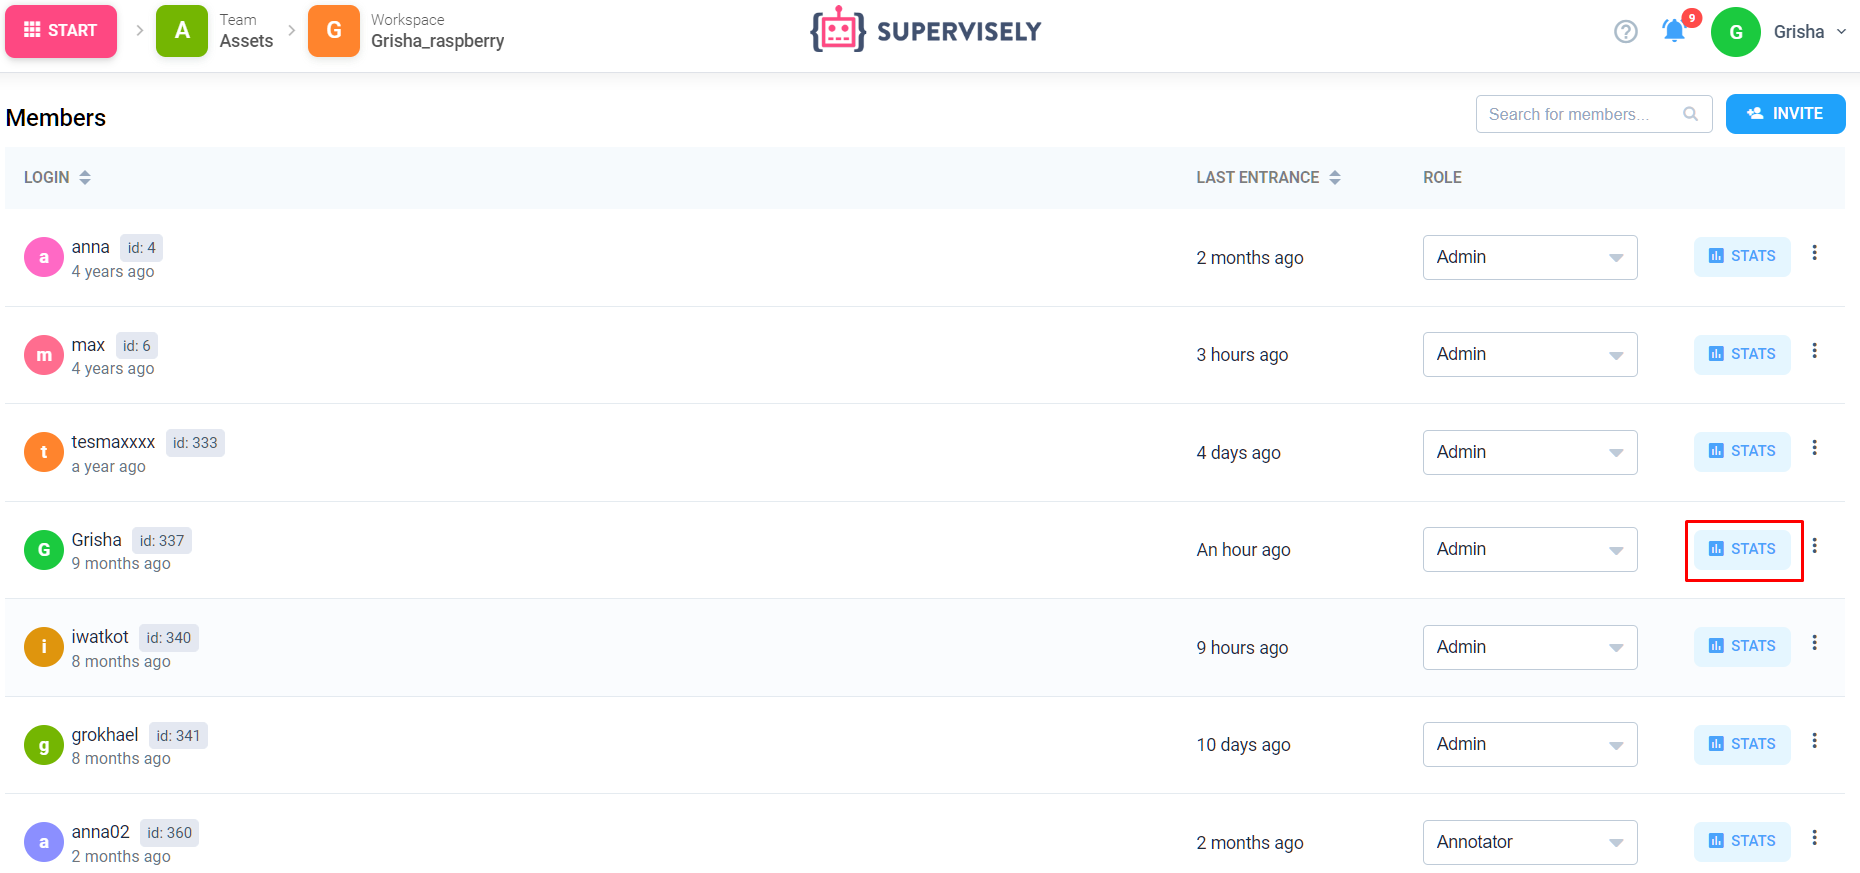 START
A
Team
Assets
G
Workspace
Grisha_raspberry
SUPERVISELY
9
G
Grisha
Members
Search for members...
INVITE
LOGIN LAST ENTRANCE ROLE
a anna id: 4
4 years ago
2 months ago Admin STATS
m max id: 6
4 years ago
3 hours ago Admin STATS
t tesmaxxxx id: 333
a year ago
4 days ago Admin STATS
G Grisha id: 337
9 months ago
An hour ago Admin STATS
i iwatkot id: 340
8 months ago
9 hours ago Admin STATS
g grokhael id: 341
8 months ago
10 days ago Admin STATS
a anna02 id: 360
2 months ago
2 months ago Annotator STATS